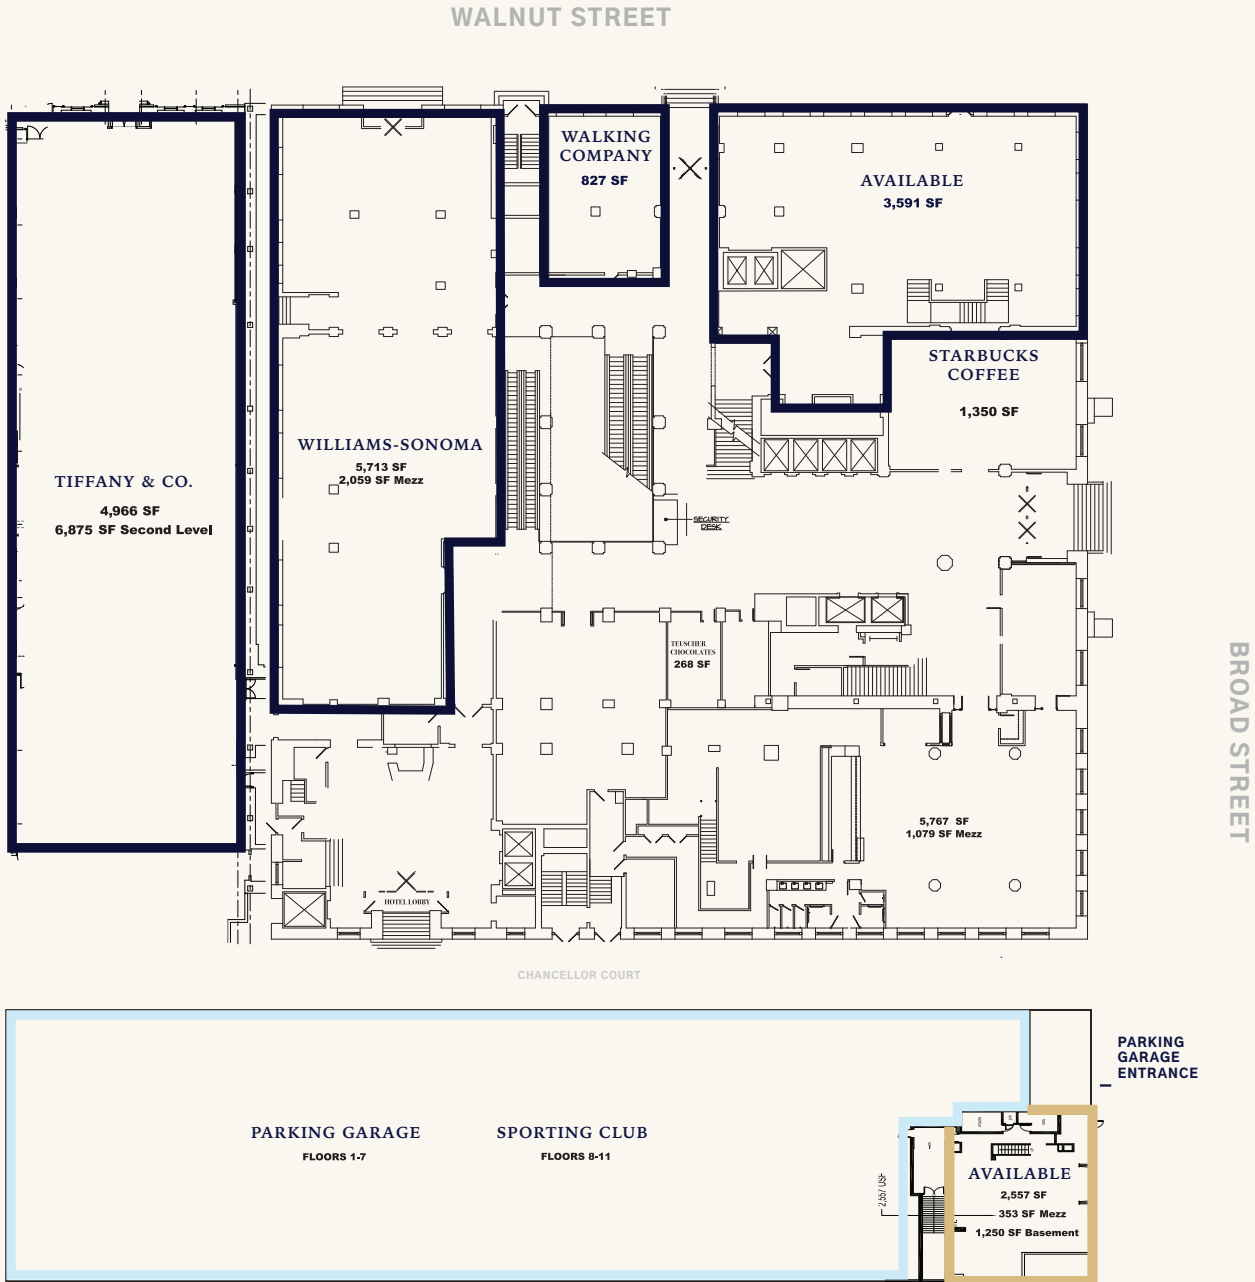 WALNUT STREET
WALKING
COMPANY
827 SF
AVAILABLE
3,591 SF
STARBUCKS
COFFEE
1,350 SF
WILLIAMS-SONOMA
5,713 SF
2,059 SF Mezz
TIFFANY & CO.
4,966 SF
6,875 SF Second Level
SECURITY
DESK
TEUSCHER
CHOCOLATES
268 SF
BROAD STREET
5,767 SF
1,079 SF Mezz
HOTEL LOBBY
CHANCELLOR COURT
PARKING
GARAGE
ENTRANCE
PARKING GARAGE
FLOORS 1-7
SPORTING CLUB
FLOORS 8-11
2,557 USF
AVAILABLE
2,557 SF
353 SF Mezz
1,250 SF Basement